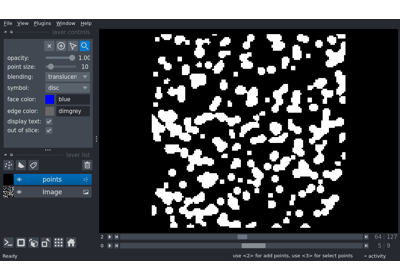 File View Plugins Window Help
layer controls
opacity: 1.00
point size: 10
blending: translucen
symbol: disc
face color: blue
edge color: dimgrey
display text:
out of slice:
layer list
points
Image
2 64 127
0 5 9
use <2> for add points, use <3> for select points activity